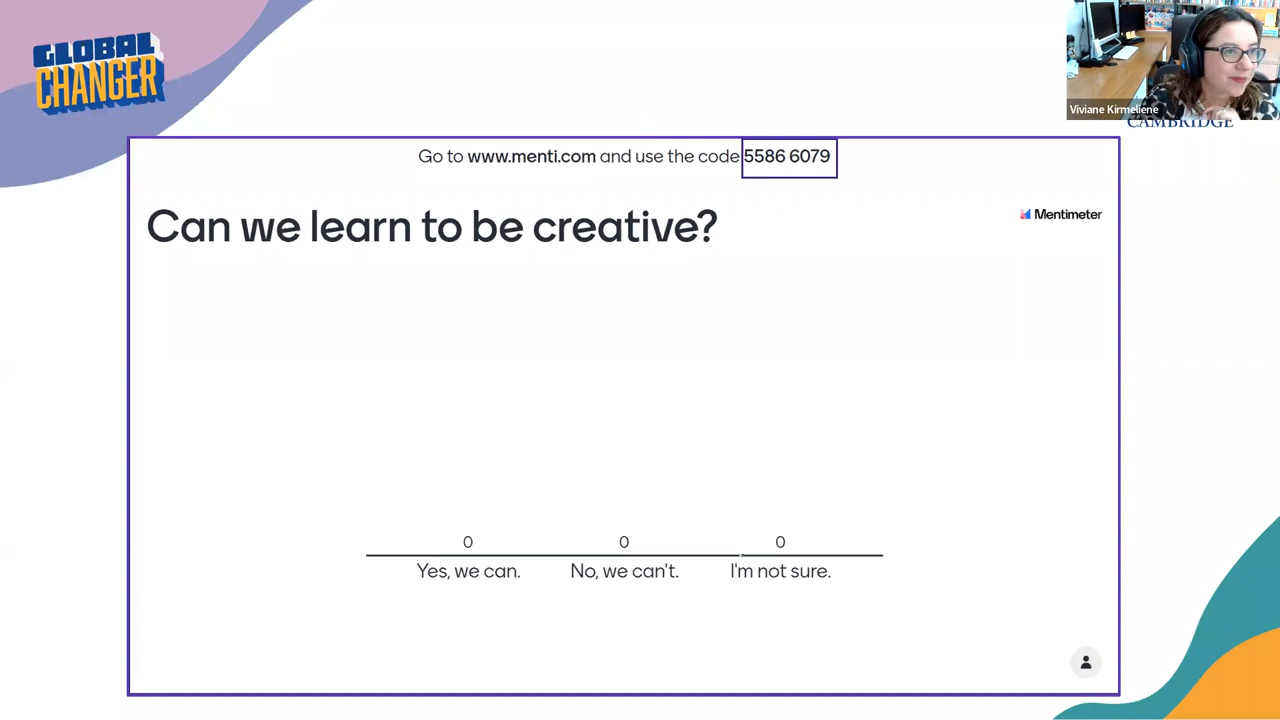 GLOBAL
CHANGER
Viviane Kirmeliene
CAMBRIDGE
Go to www.menti.com and use the code 5586 6079
Can we learn to be creative?
Mentimeter
0 0 0
Yes, we can. No, we can't. I'm not sure.